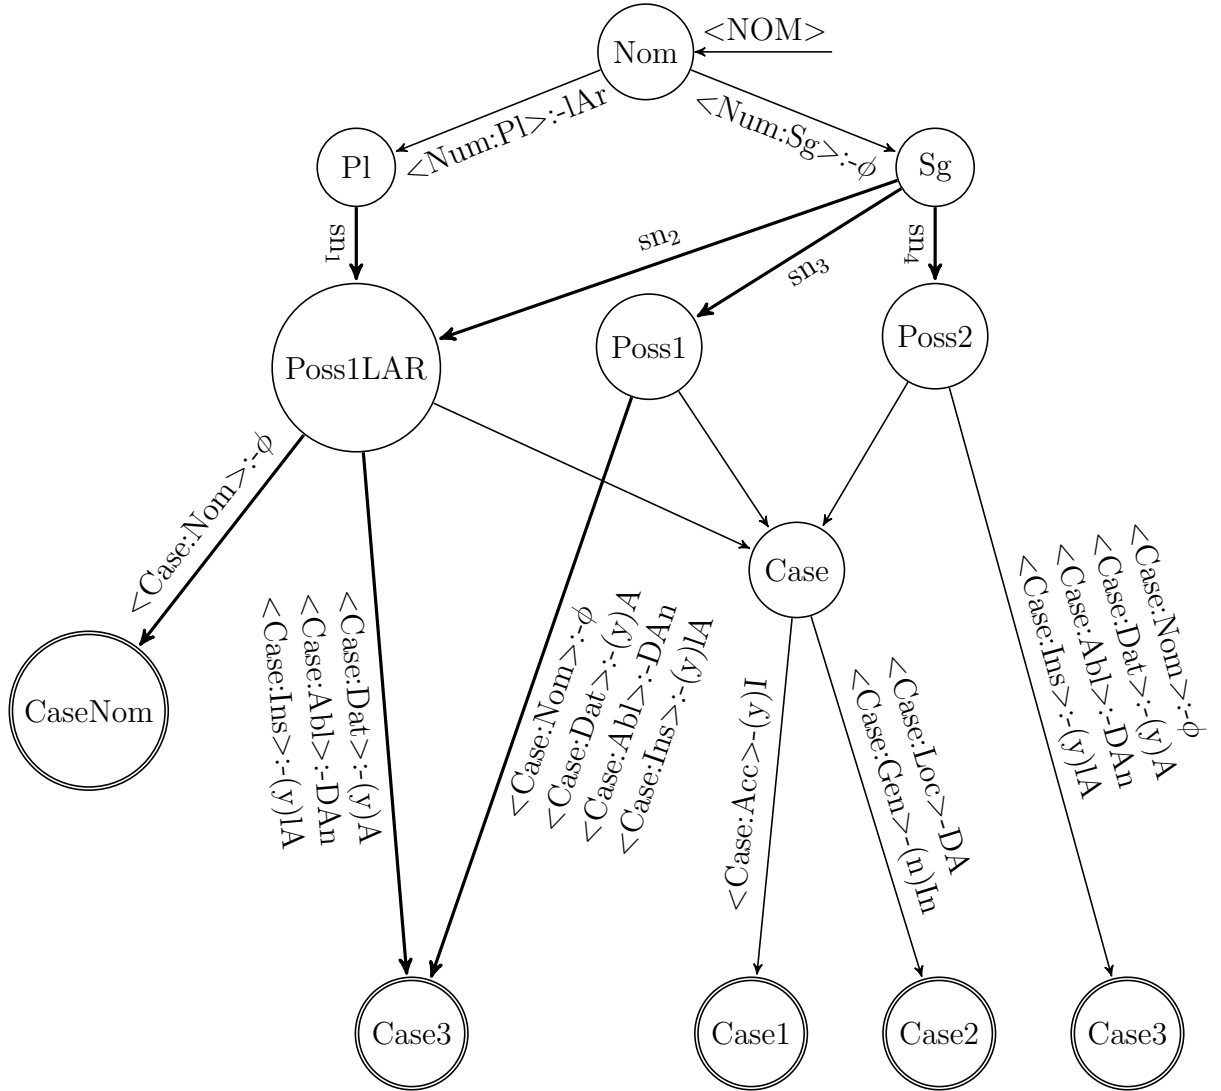 <NOM>
Nom
<Num:Pl>:-lAr
<Num:Sg>:-ϕ
Pl
Sg
sn₁
sn₂
sn₃
sn₄
Poss1LAR
Poss1
Poss2
<Case:Nom>:-ϕ
Case
CaseNom
<Case:Dat>:-(y)A
<Case:Abl>:-DAn
<Case:Ins>:-(y)lA
<Case:Nom>:-ϕ
<Case:Dat>:-(y)A
<Case:Abl>:-DAn
<Case:Ins>:-(y)lA
<Case:Acc>-(y)I
<Case:Loc>-DA
<Case:Gen>-(n)In
<Case:Nom>:-ϕ
<Case:Dat>:-(y)A
<Case:Abl>:-DAn
<Case:Ins>:-(y)lA
Case3
Case1
Case2
Case3